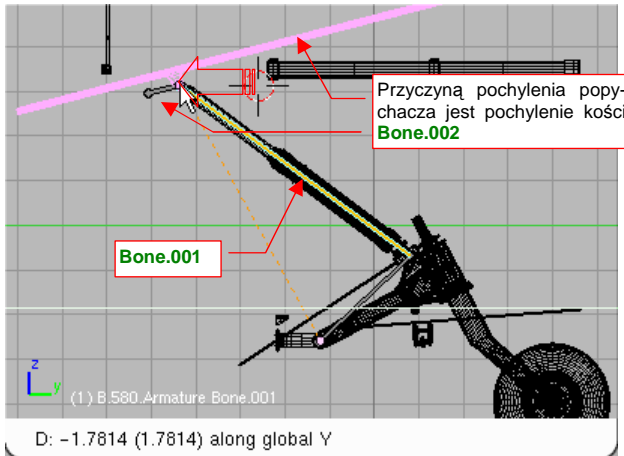 Przyczyną pochylenia popy-
chacza jest pochylenie kości
Bone.002
Bone.001
z
y
(1) B.580.Armature Bone.001
D: -1.7814 (1.7814) along global Y